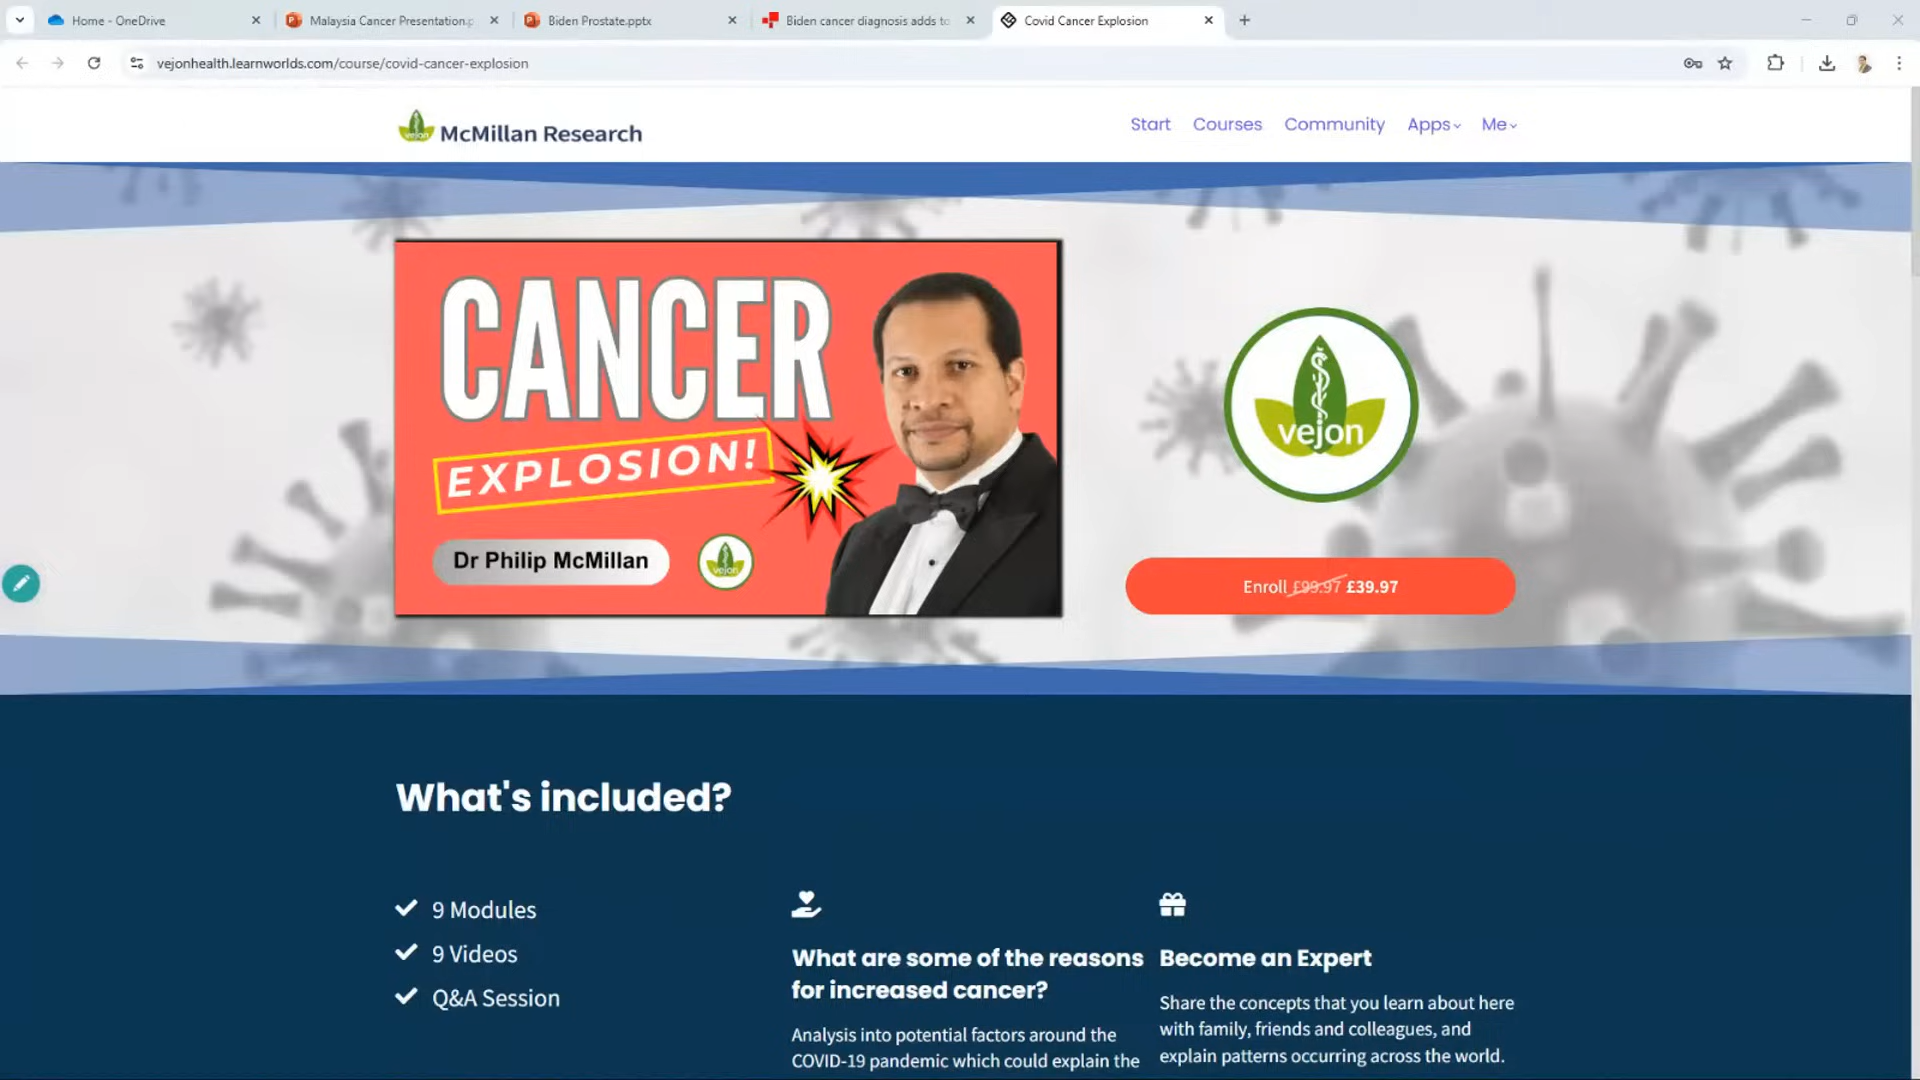 Home - OneDrive
Malaysia Cancer Presentation.p
Biden Prostate.pptx
Biden cancer diagnosis adds to
Covid Cancer Explosion
vejonhealth.learnworlds.com/course/covid-cancer-explosion
vejon
McMillan Research
Start
Courses
Community
Apps
Me
CANCER
EXPLOSION!
Dr Philip McMillan
vejon
vejon
Enroll £99.97 £39.97
What's included?
9 Modules
9 Videos
Q&A Session
What are some of the reasons
for increased cancer?
Analysis into potential factors around the
COVID-19 pandemic which could explain the
Become an Expert
Share the concepts that you learn about here
with family, friends and colleagues, and
explain patterns occurring across the world.